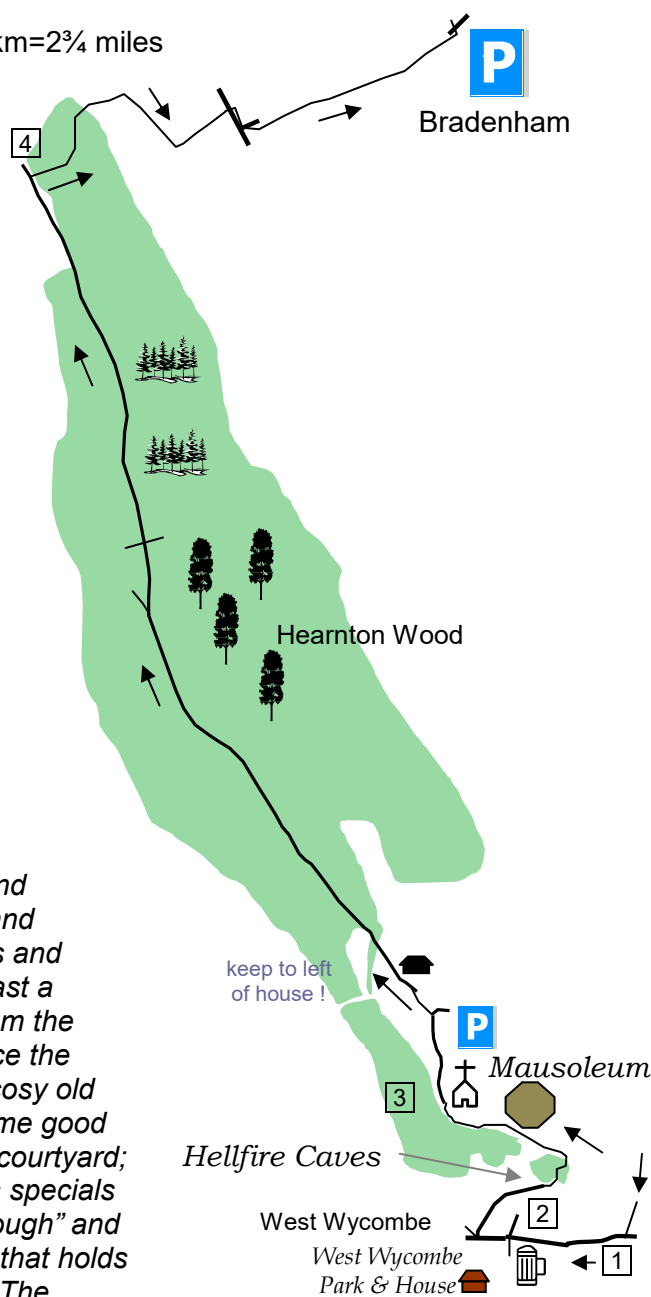 km=2¾ miles
P
Bradenham
4
Hearnton Wood
nd
and
s and
ast a
om the
ce the
cosy old
me good
courtyard;
s specials
ough” and
that holds
The
keep to left
of house !
P
Mausoleum
3
Hellfire Caves
2
West Wycombe
1
West Wycombe
Park & House